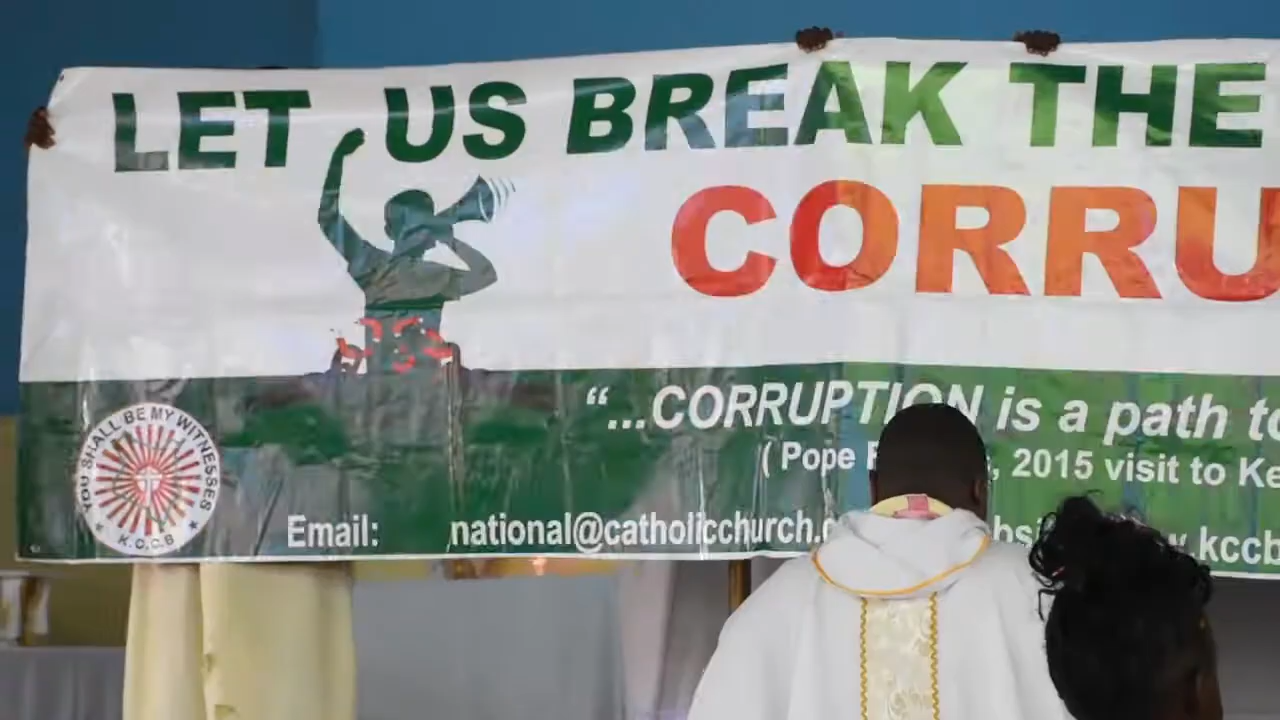 LET US BREAK THE
CORRU
“...CORRUPTION is a path to
( Pope F , 2015 visit to Ke
Email: national@catholicchurch. .kccb
YOU SHALL BE MY WITNESSES
★ K.C.C.B ★